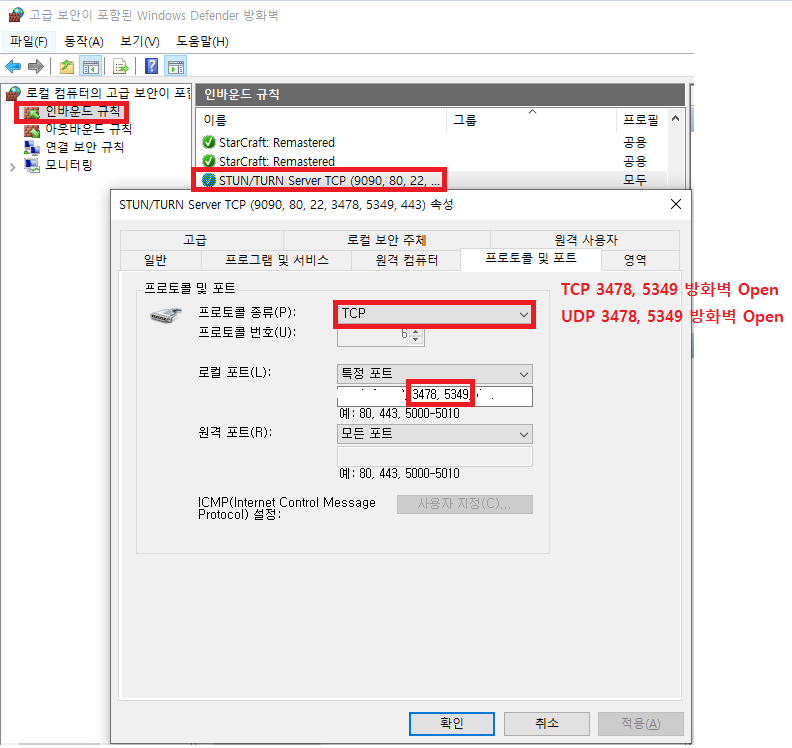 고급 보안이 포함된 Windows Defender 방화벽
파일(F) 동작(A) 보기(V) 도움말(H)
로컬 컴퓨터의 고급 보안이 포함
인바운드 규칙
아웃바운드 규칙
연결 보안 규칙
모니터링
인바운드 규칙
이름 그룹 프로필
StarCraft: Remastered 공용
StarCraft: Remastered 공용
STUN/TURN Server TCP (9090, 80, 22, ... 모두
STUN/TURN Server TCP (9090, 80, 22, 3478, 5349, 443) 속성
고급 로컬 보안 주체 원격 사용자
일반 프로그램 및 서비스 원격 컴퓨터 프로토콜 및 포트 영역
프로토콜 및 포트
프로토콜 종류(P): TCP
프로토콜 번호(U): 6
로컬 포트(L): 특정 포트
3478, 5349,
예: 80, 443, 5000-5010
원격 포트(R): 모든 포트
예: 80, 443, 5000-5010
ICMP(Internet Control Message
Protocol) 설정:
사용자 지정(C)...
TCP 3478, 5349 방화벽 Open
UDP 3478, 5349 방화벽 Open
확인 취소 적용(A)